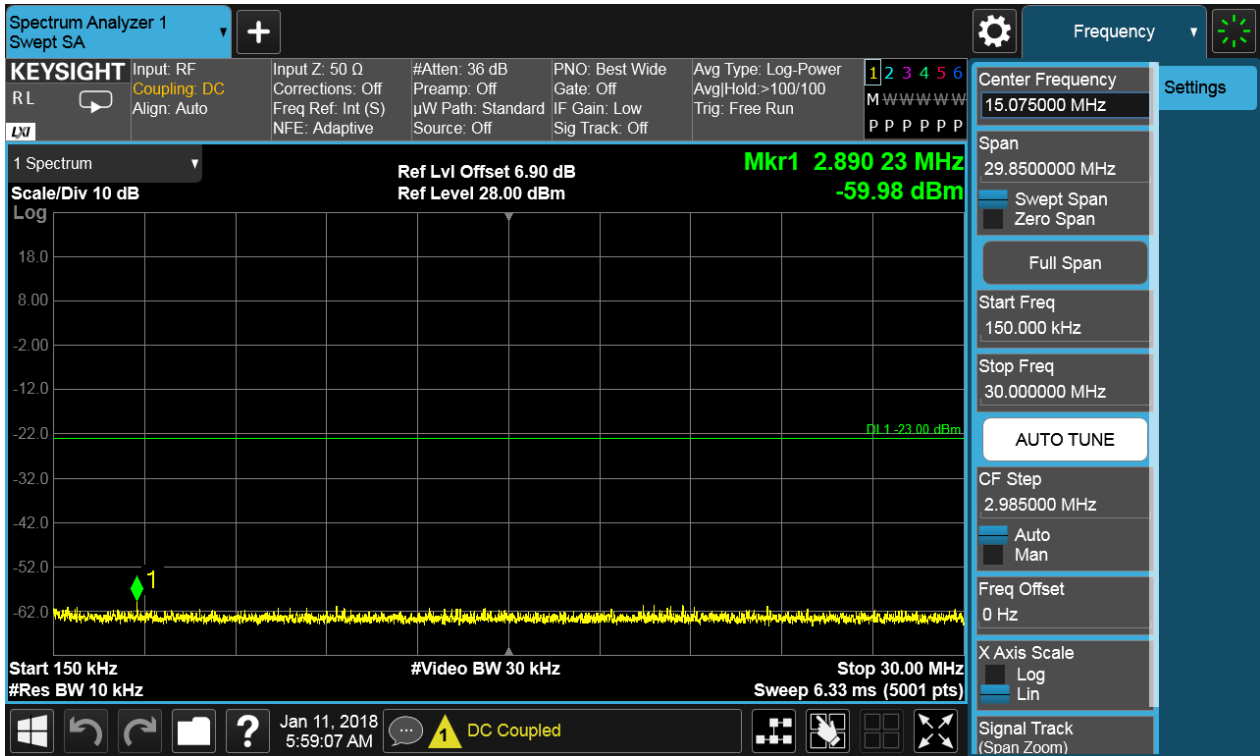 Spectrum Analyzer 1
Swept SA
+
Frequency
KEYSIGHT
RL
LXI
Input: RF
Coupling: DC
Align: Auto
Input Z: 50 Ω
Corrections: Off
Freq Ref: Int (S)
NFE: Adaptive
#Atten: 36 dB
Preamp: Off
µW Path: Standard
Source: Off
PNO: Best Wide
Gate: Off
IF Gain: Low
Sig Track: Off
Avg Type: Log-Power
Avg|Hold:>100/100
Trig: Free Run
1 2 3 4 5 6
M W W W W W
P P P P P P
1 Spectrum
Scale/Div 10 dB
Log
Ref Lvl Offset 6.90 dB
Ref Level 28.00 dBm
Mkr1 2.890 23 MHz
-59.98 dBm
18.0
8.00
-2.00
-12.0
-22.0
DL1 -23.00 dBm
-32.0
-42.0
-52.0
1
-62.0
Start 150 kHz
#Video BW 30 kHz
Stop 30.00 MHz
#Res BW 10 kHz
Sweep 6.33 ms (5001 pts)
Center Frequency
15.075000 MHz
Settings
Span
29.8500000 MHz
Swept Span
Zero Span
Full Span
Start Freq
150.000 kHz
Stop Freq
30.000000 MHz
AUTO TUNE
CF Step
2.985000 MHz
Auto
Man
Freq Offset
0 Hz
X Axis Scale
Log
Lin
Signal Track
(Span Zoom)
?
Jan 11, 2018
5:59:07 AM
1
DC Coupled